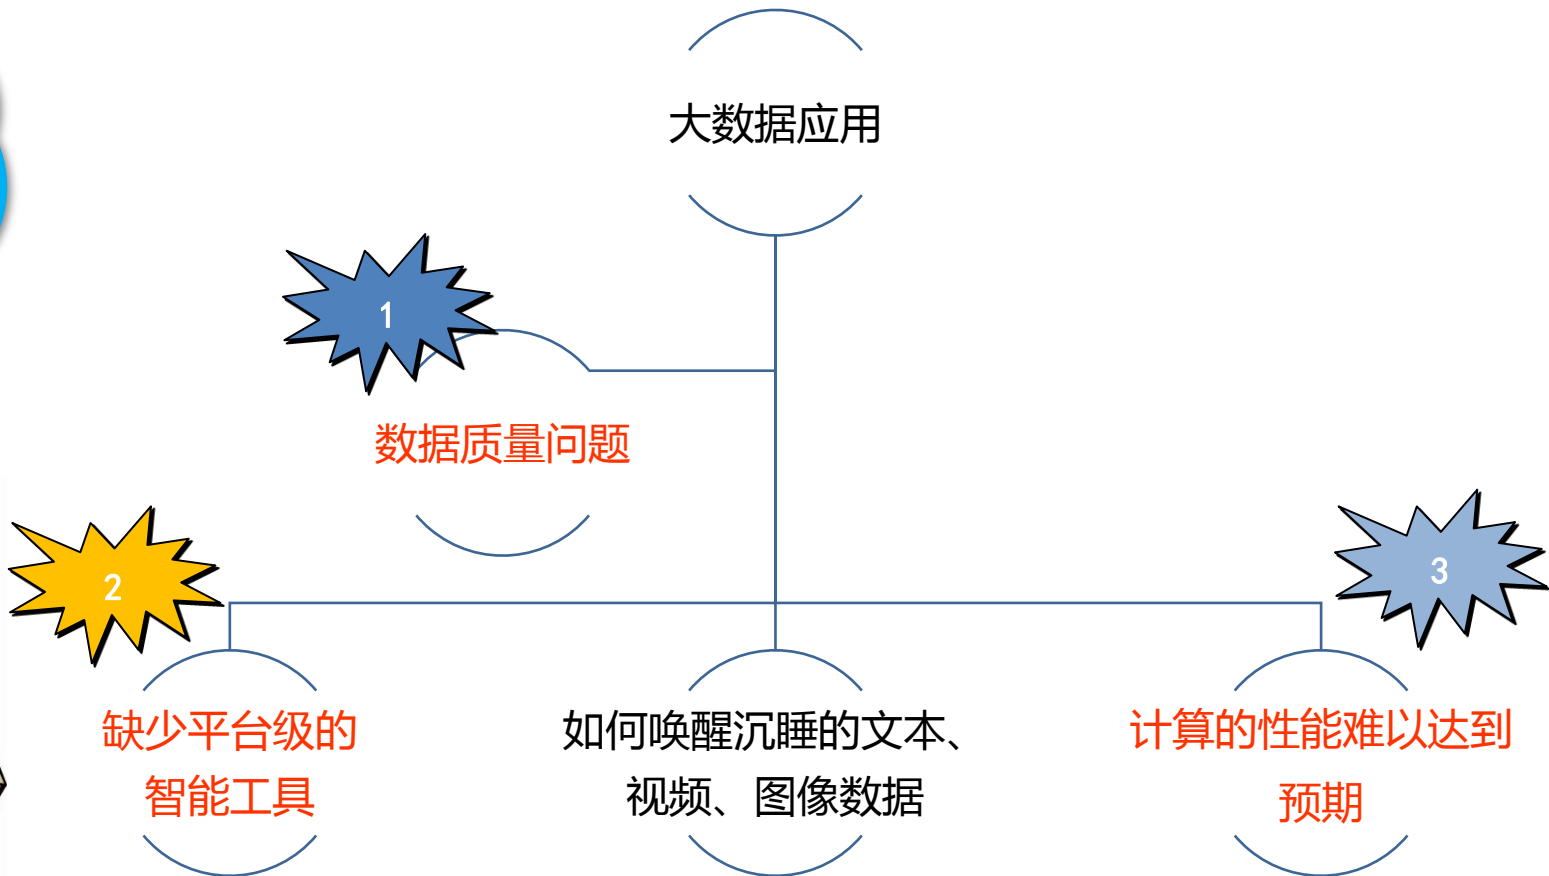 大数据应用
1
数据质量问题
2
3
缺少平台级的
智能工具
如何唤醒沉睡的文本、
视频、图像数据
计算的性能难以达到
预期